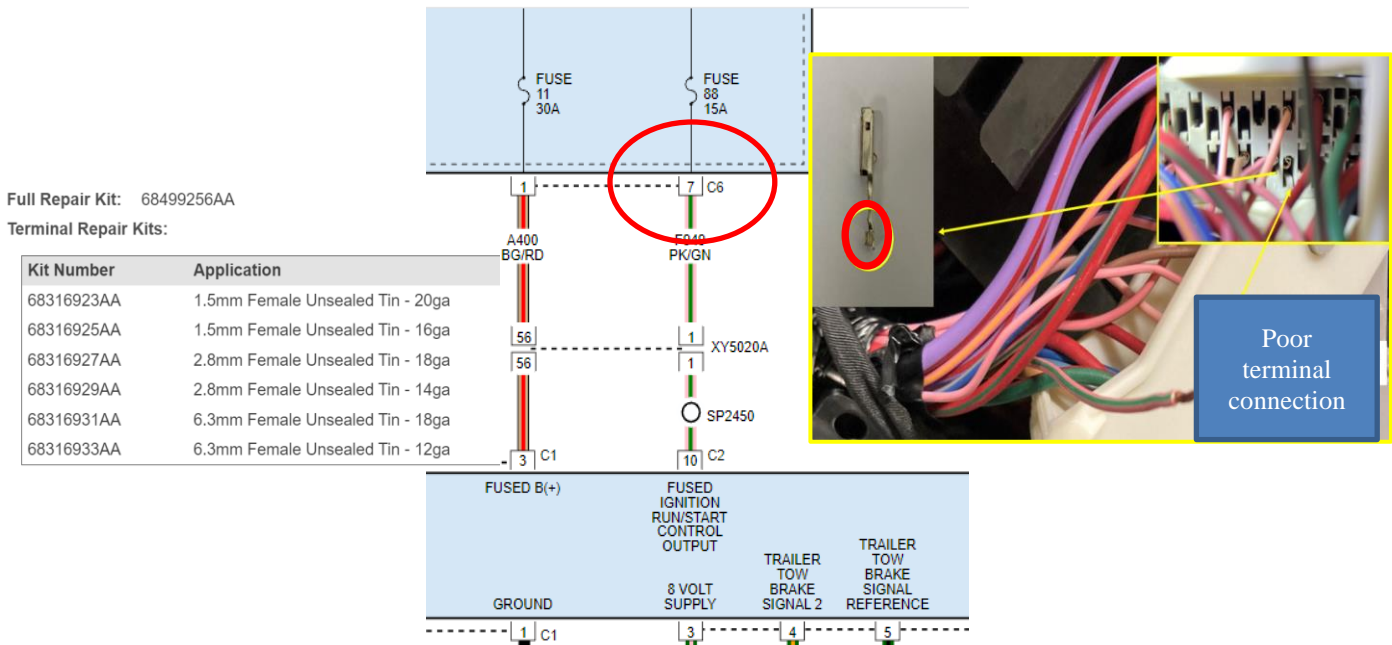 Full Repair Kit: 68499256AA
Terminal Repair Kits:
Kit Number Application
68316923AA 1.5mm Female Unsealed Tin - 20ga
68316925AA 1.5mm Female Unsealed Tin - 16ga
68316927AA 2.8mm Female Unsealed Tin - 18ga
68316929AA 2.8mm Female Unsealed Tin - 14ga
68316931AA 6.3mm Female Unsealed Tin - 18ga
68316933AA 6.3mm Female Unsealed Tin - 12ga
FUSE
11
30A
FUSE
88
15A
1
7 C6
A400
BG/RD
PK/GN
56
1
XY5020A
56
1
SP2450
3 C1
10 C2
FUSED B(+)
FUSED
IGNITION
RUN/START
CONTROL
OUTPUT
GROUND
8 VOLT
SUPPLY
TRAILER
TOW
BRAKE
SIGNAL 2
TRAILER
TOW
BRAKE
SIGNAL
REFERENCE
1 C1
3
4
5
Poor
terminal
connection